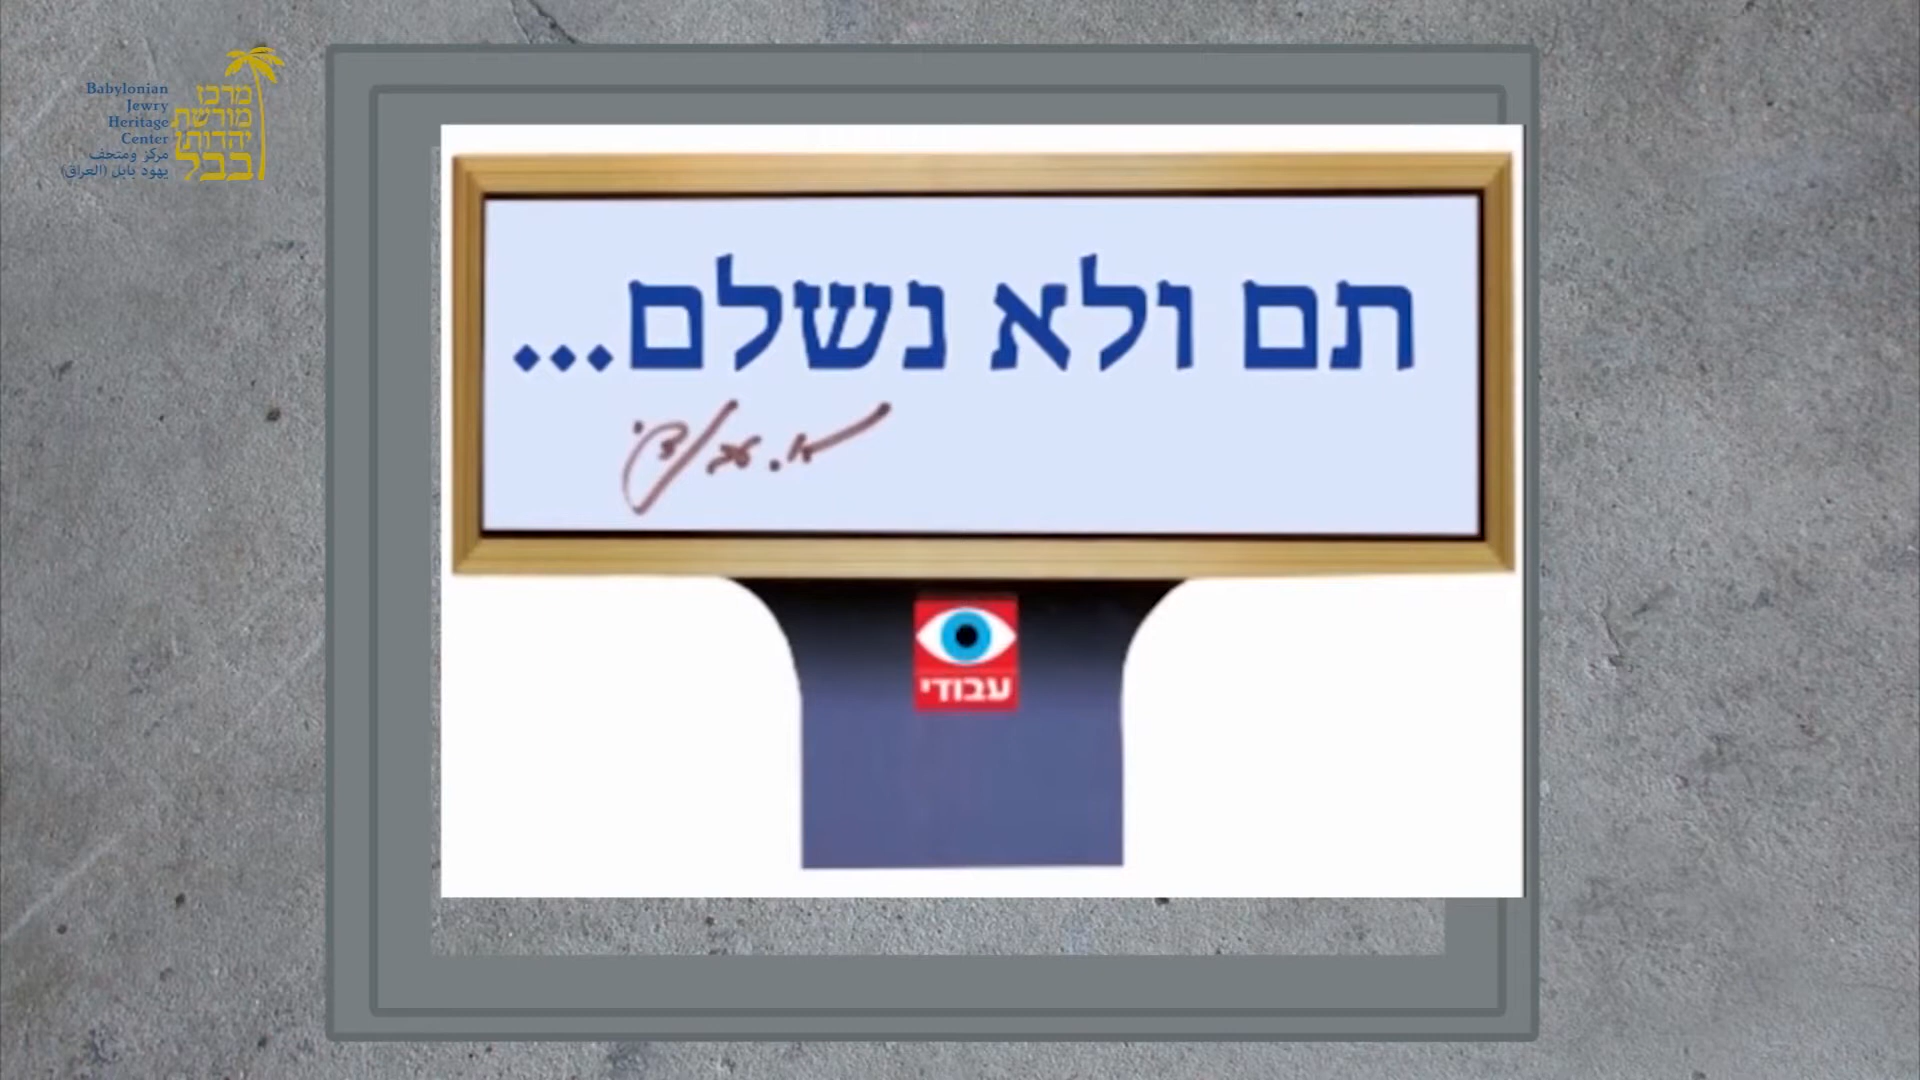 Babylonian
Jewry
Heritage
Center
مركز ومتحف
يهود بابل (العراق)
מרכז
מורשת
יהדות
בבל
תם ולא נשלם...
עבודי